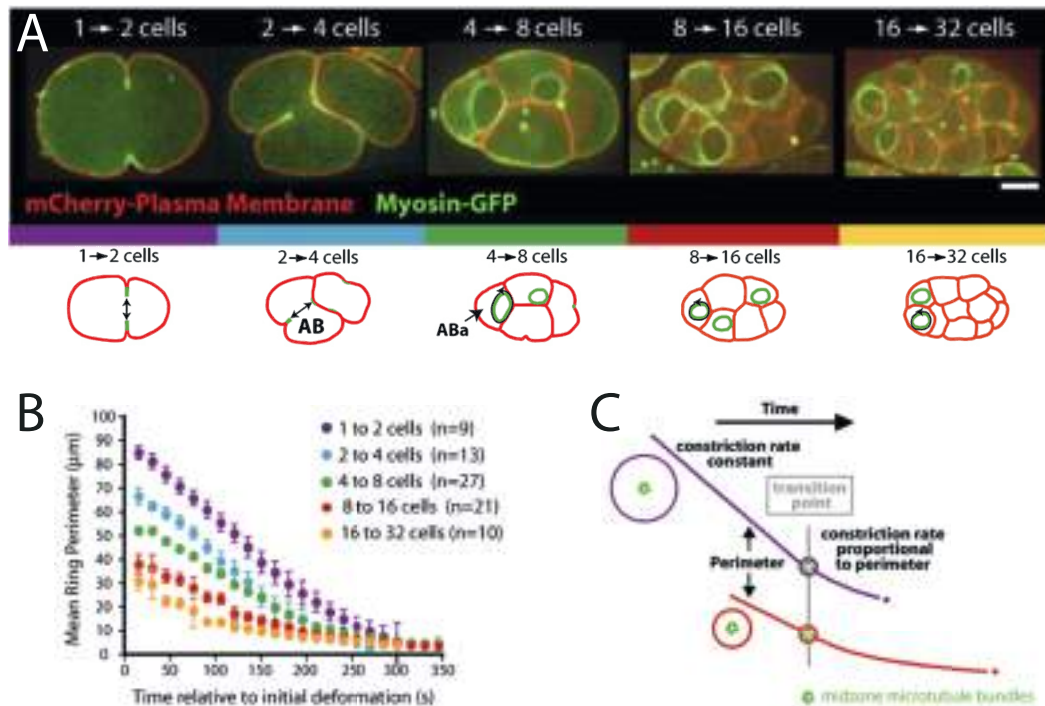 A
1→2 cells 2→4 cells 4→8 cells 8→16 cells 16→32 cells
mCherry-Plasma Membrane Myosin-GFP
1→2 cells 2→4 cells 4→8 cells 8→16 cells 16→32 cells
AB
ABa
B
Mean Ring Perimeter (µm)
100
90
80
70
60
50
40
30
20
10
0
0 50 100 150 200 250 300 350
Time relative to initial deformation (s)
1 to 2 cells (n=9)
2 to 4 cells (n=13)
4 to 8 cells (n=27)
8 to 16 cells (n=21)
16 to 32 cells (n=10)
C
Time
constriction rate
constant
transition
point
constriction rate
proportional
to perimeter
Perimeter
midzone microtubule bundles